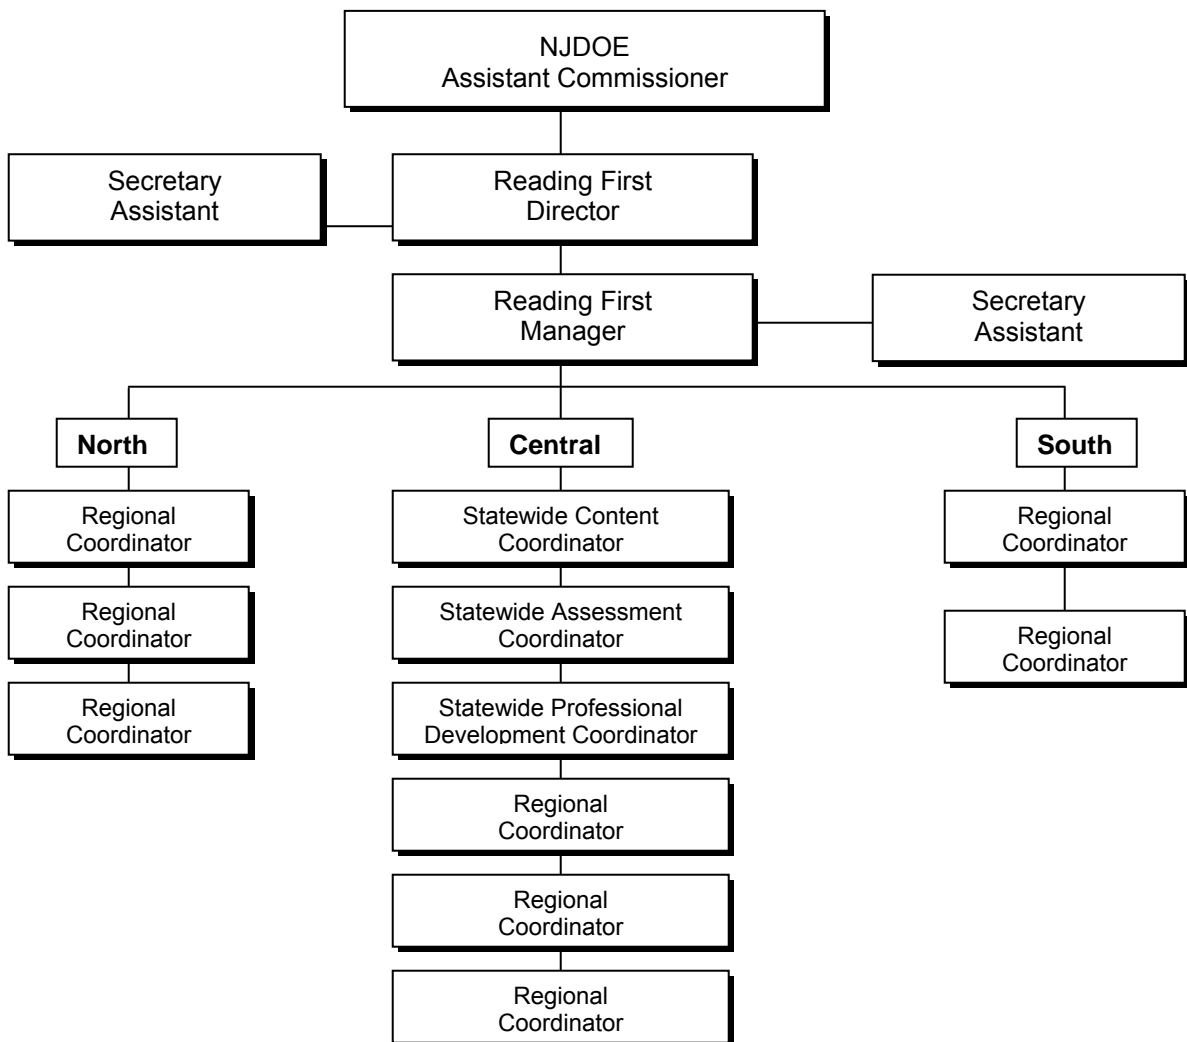 NJDOE
Assistant Commissioner
Secretary
Assistant
Reading First
Director
Reading First
Manager
Secretary
Assistant
North
Central
South
Regional
Coordinator
Regional
Coordinator
Regional
Coordinator
Statewide Content
Coordinator
Statewide Assessment
Coordinator
Statewide Professional
Development Coordinator
Regional
Coordinator
Regional
Coordinator
Regional
Coordinator
Regional
Coordinator
Regional
Coordinator